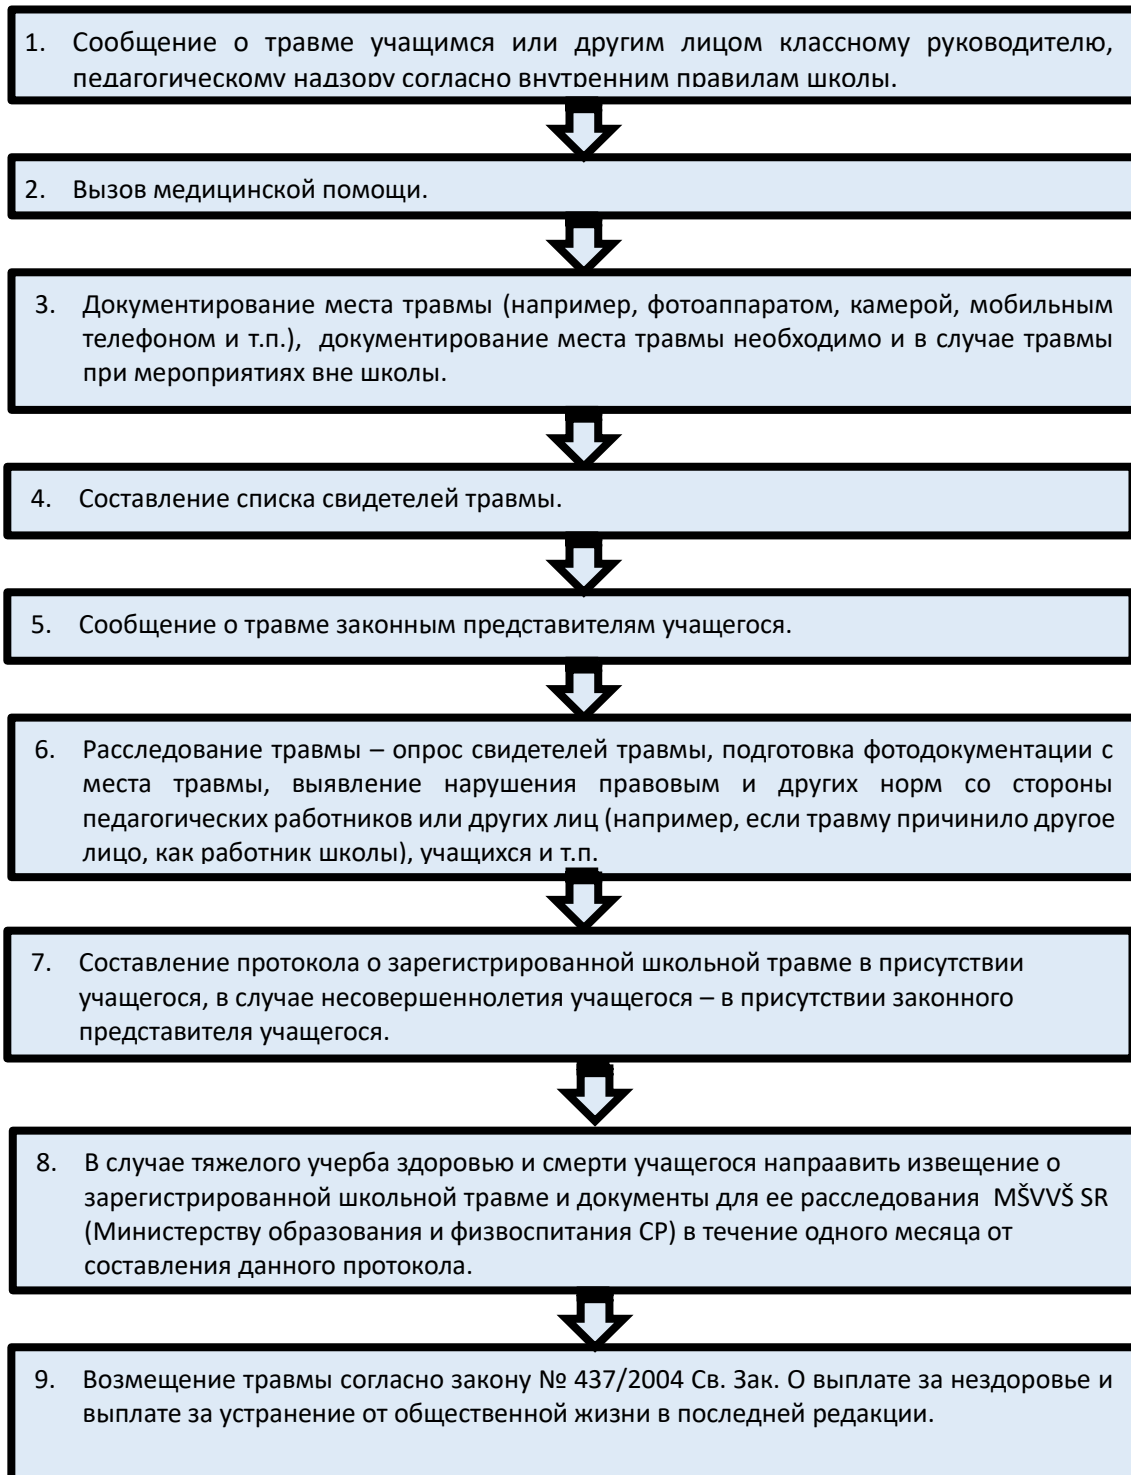 1. Сообщение о травме учащимся или другим лицом классному руководителю,
педагогическому надзору согласно внутренним правилам школы.
2. Вызов медицинской помощи.
3. Документирование места травмы (например, фотоаппаратом, камерой, мобильным
телефоном и т.п.), документирование места травмы необходимо и в случае травмы
при мероприятиях вне школы.
4. Составление списка свидетелей травмы.
5. Сообщение о травме законным представителям учащегося.
6. Расследование травмы – опрос свидетелей травмы, подготовка фотодокументации с
места травмы, выявление нарушения правовым и других норм со стороны
педагогических работников или других лиц (например, если травму причинило другое
лицо, как работник школы), учащихся и т.п.
7. Составление протокола о зарегистрированной школьной травме в присутствии
учащегося, в случае несовершеннолетия учащегося – в присутствии законного
представителя учащегося.
8. В случае тяжелого учерба здоровью и смерти учащегося напраавить извещение о
зарегистрированной школьной травме и документы для ее расследования MŠVVŠ SR
(Министерству образования и физвоспитания СР) в течение одного месяца от
составления данного протокола.
9. Возмещение травмы согласно закону № 437/2004 Св. Зак. О выплате за нездоровье и
выплате за устранение от общественной жизни в последней редакции.